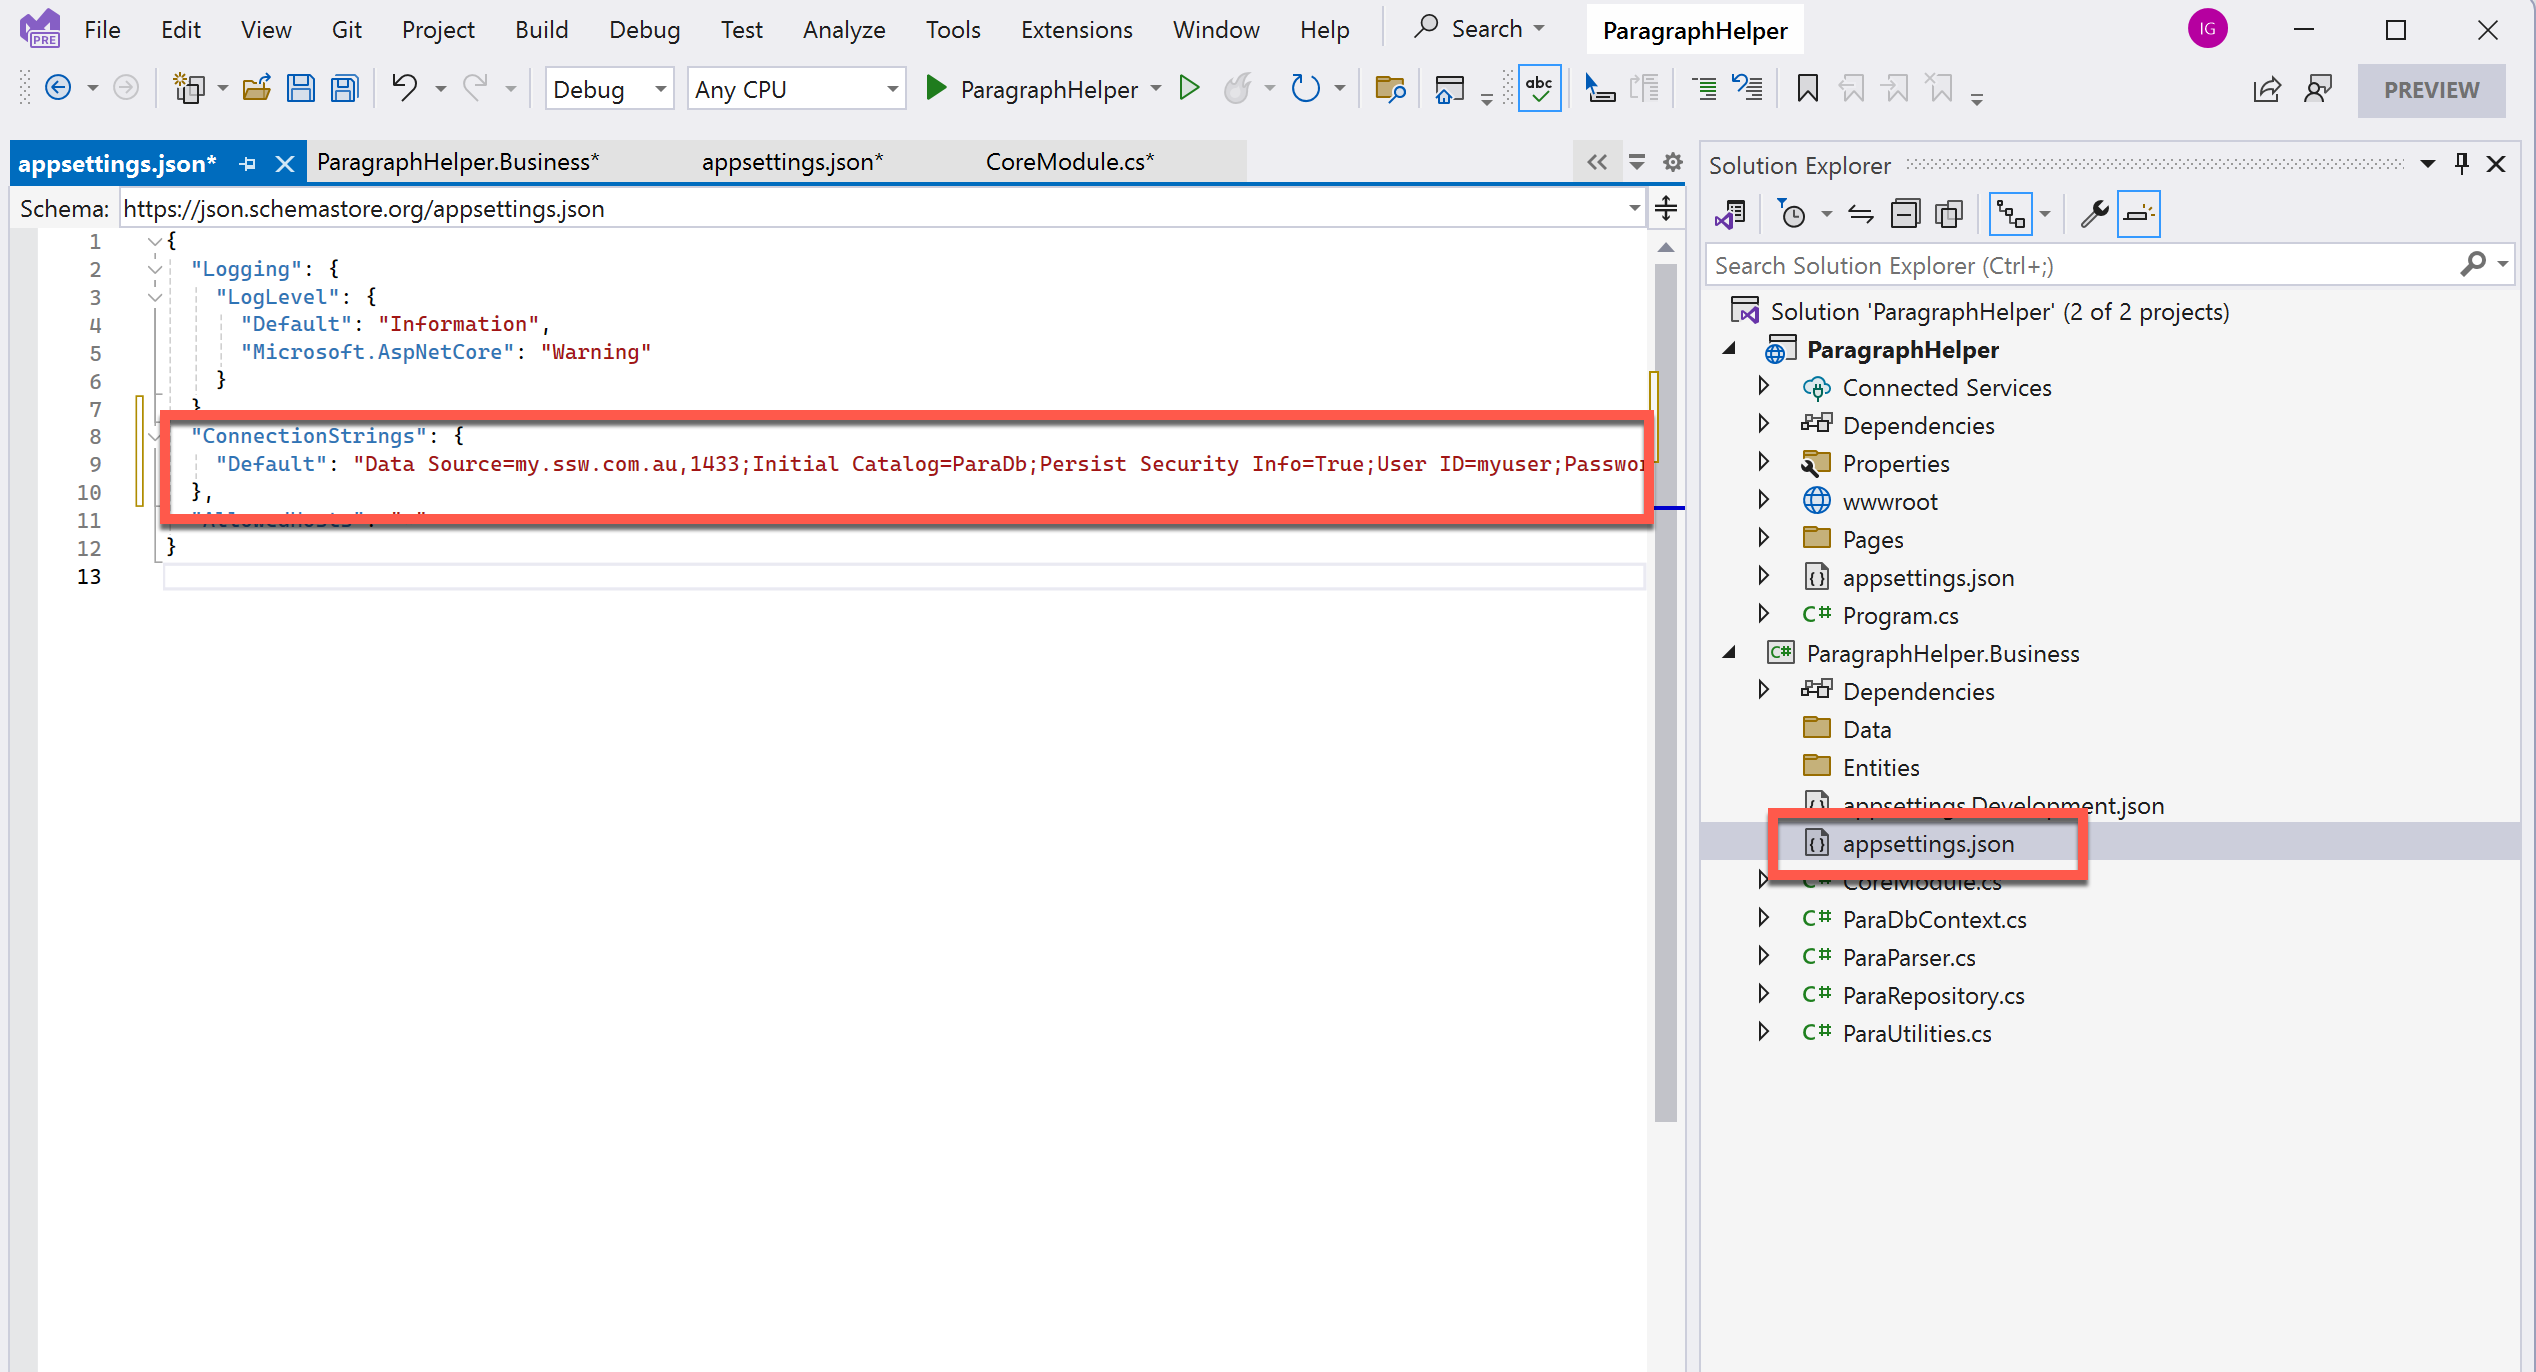 PRE
File Edit View Git Project Build Debug Test Analyze Tools Extensions Window Help Search ParagraphHelper IG
Debug Any CPU ParagraphHelper abc PREVIEW
appsettings.json* ParagraphHelper.Business* appsettings.json* CoreModule.cs*
Schema: https://json.schemastore.org/appsettings.json
1 {
2 "Logging": {
3 "LogLevel": {
4 "Default": "Information",
5 "Microsoft.AspNetCore": "Warning"
6 }
7 }
8 "ConnectionStrings": {
9 "Default": "Data Source=my.ssw.com.au,1433;Initial Catalog=ParaDb;Persist Security Info=True;User ID=myuser;Passwor
10 },
11 "AllowedHosts":
12 }
13
Solution Explorer
Search Solution Explorer (Ctrl+;)
Solution 'ParagraphHelper' (2 of 2 projects)
ParagraphHelper
Connected Services
Dependencies
Properties
wwwroot
Pages
{} appsettings.json
C# Program.cs
C# ParagraphHelper.Business
Dependencies
Data
Entities
appsettings.Development.json
{} appsettings.json
C# CoreModule.cs
C# ParaDbContext.cs
C# ParaParser.cs
C# ParaRepository.cs
C# ParaUtilities.cs